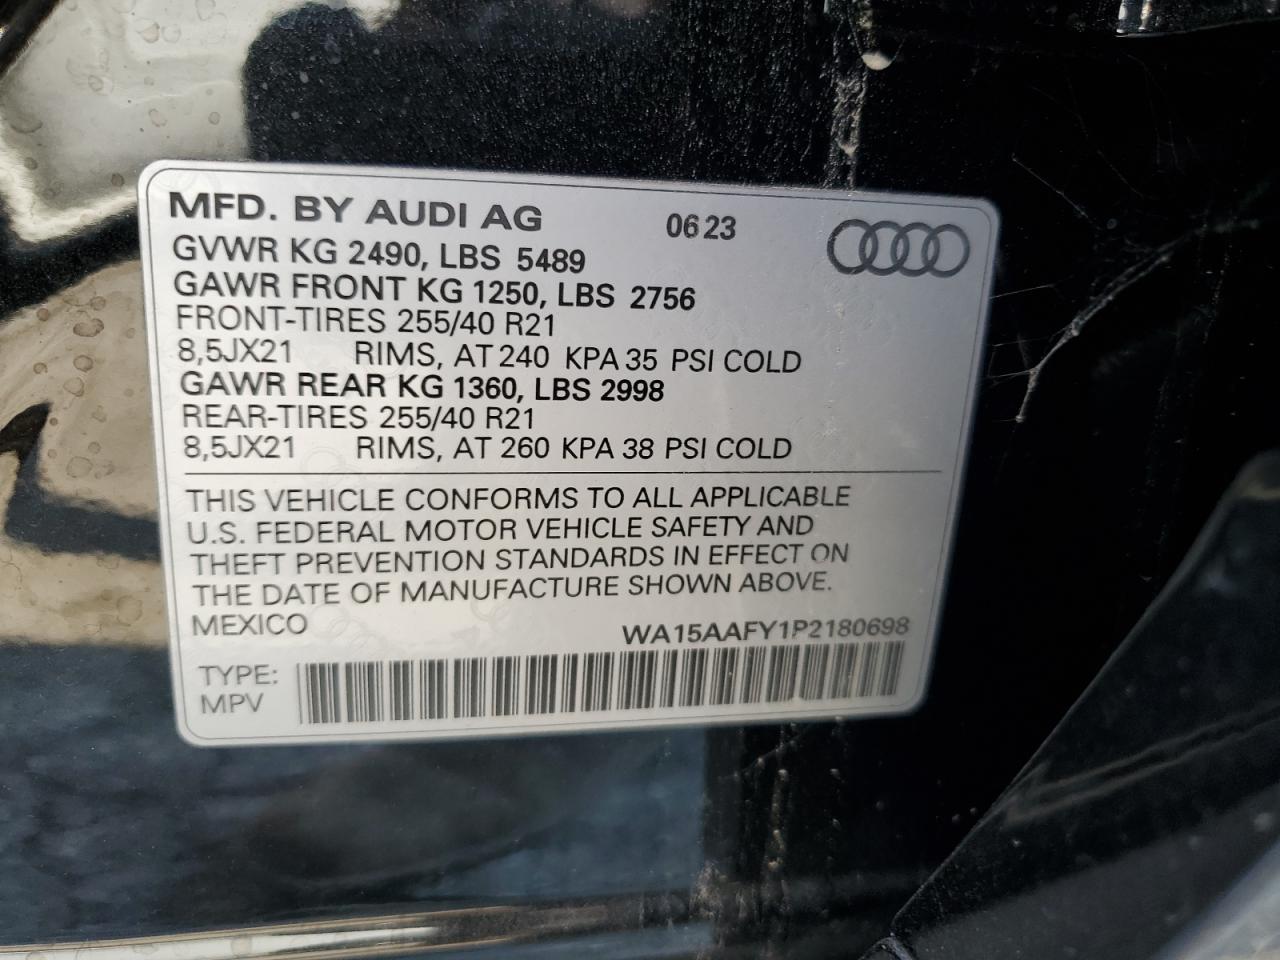 MFD. BY AUDI AG 06 23
GVWR KG 2490, LBS 5489
GAWR FRONT KG 1250, LBS 2756
FRONT-TIRES 255/40 R21
8,5JX21 RIMS, AT 240 KPA 35 PSI COLD
GAWR REAR KG 1360, LBS 2998
REAR-TIRES 255/40 R21
8,5JX21 RIMS, AT 260 KPA 38 PSI COLD
THIS VEHICLE CONFORMS TO ALL APPLICABLE
U.S. FEDERAL MOTOR VEHICLE SAFETY AND
THEFT PREVENTION STANDARDS IN EFFECT ON
THE DATE OF MANUFACTURE SHOWN ABOVE.
MEXICO WA15AAFY1P2180698
TYPE:
MPV